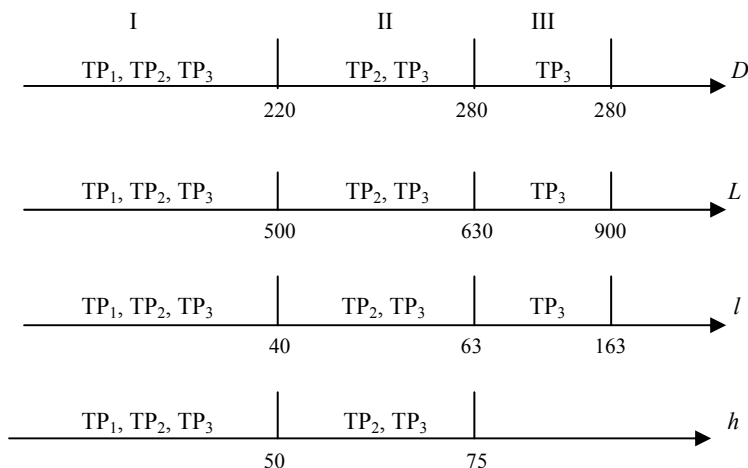 I II III
TP₁, TP₂, TP₃ TP₂, TP₃ TP₃ D
220 280 280
TP₁, TP₂, TP₃ TP₂, TP₃ TP₃ L
500 630 900
TP₁, TP₂, TP₃ TP₂, TP₃ TP₃ l
40 63 163
TP₁, TP₂, TP₃ TP₂, TP₃ h
50 75